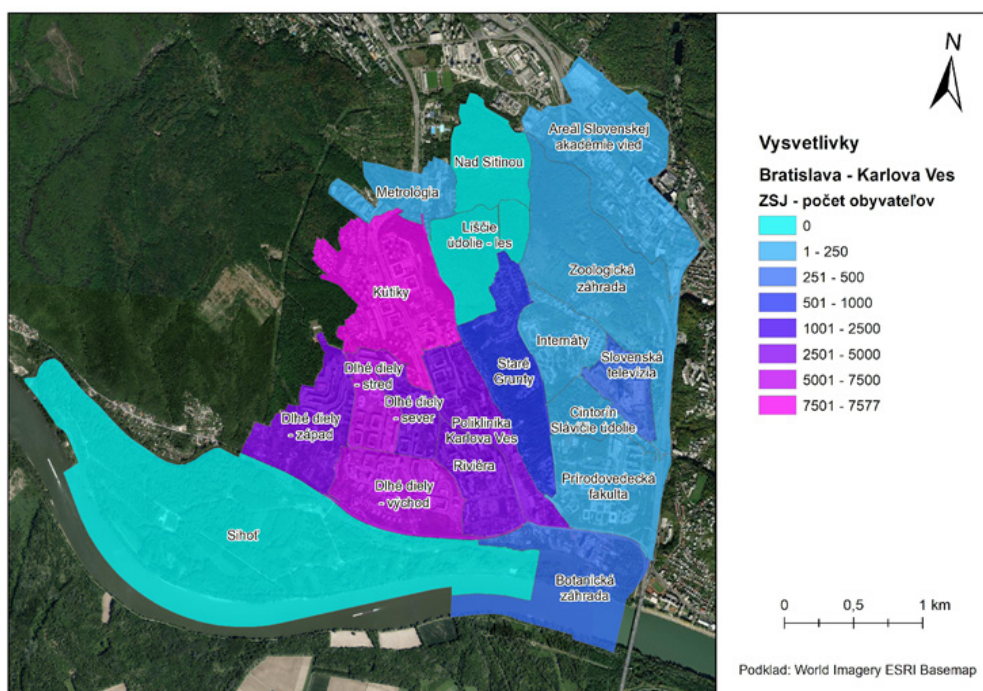 Areál Slovenskej
akadémie vied
Nad Sitinou
Metrológia
Líščie
údolie - les
Zoologická
záhrada
Kútiky
Internáty
Slovenská
televízia
Staré
Grunty
Dlhé diely
- stred
Dlhé diely
- sever
Dlhé diely
- západ
Cintorín
Slávičie údolie
Poliklinika
Karlova Ves
Riviéra
Prírodovedecká
fakulta
Dlhé diely
- východ
Sihoť
Botanická
záhrada
N
Vysvetlivky
Bratislava - Karlova Ves
ZSJ - počet obyvateľov
0
1 - 250
251 - 500
501 - 1000
1001 - 2500
2501 - 5000
5001 - 7500
7501 - 7577
0 0,5 1 km
Podklad: World Imagery ESRI Basemap